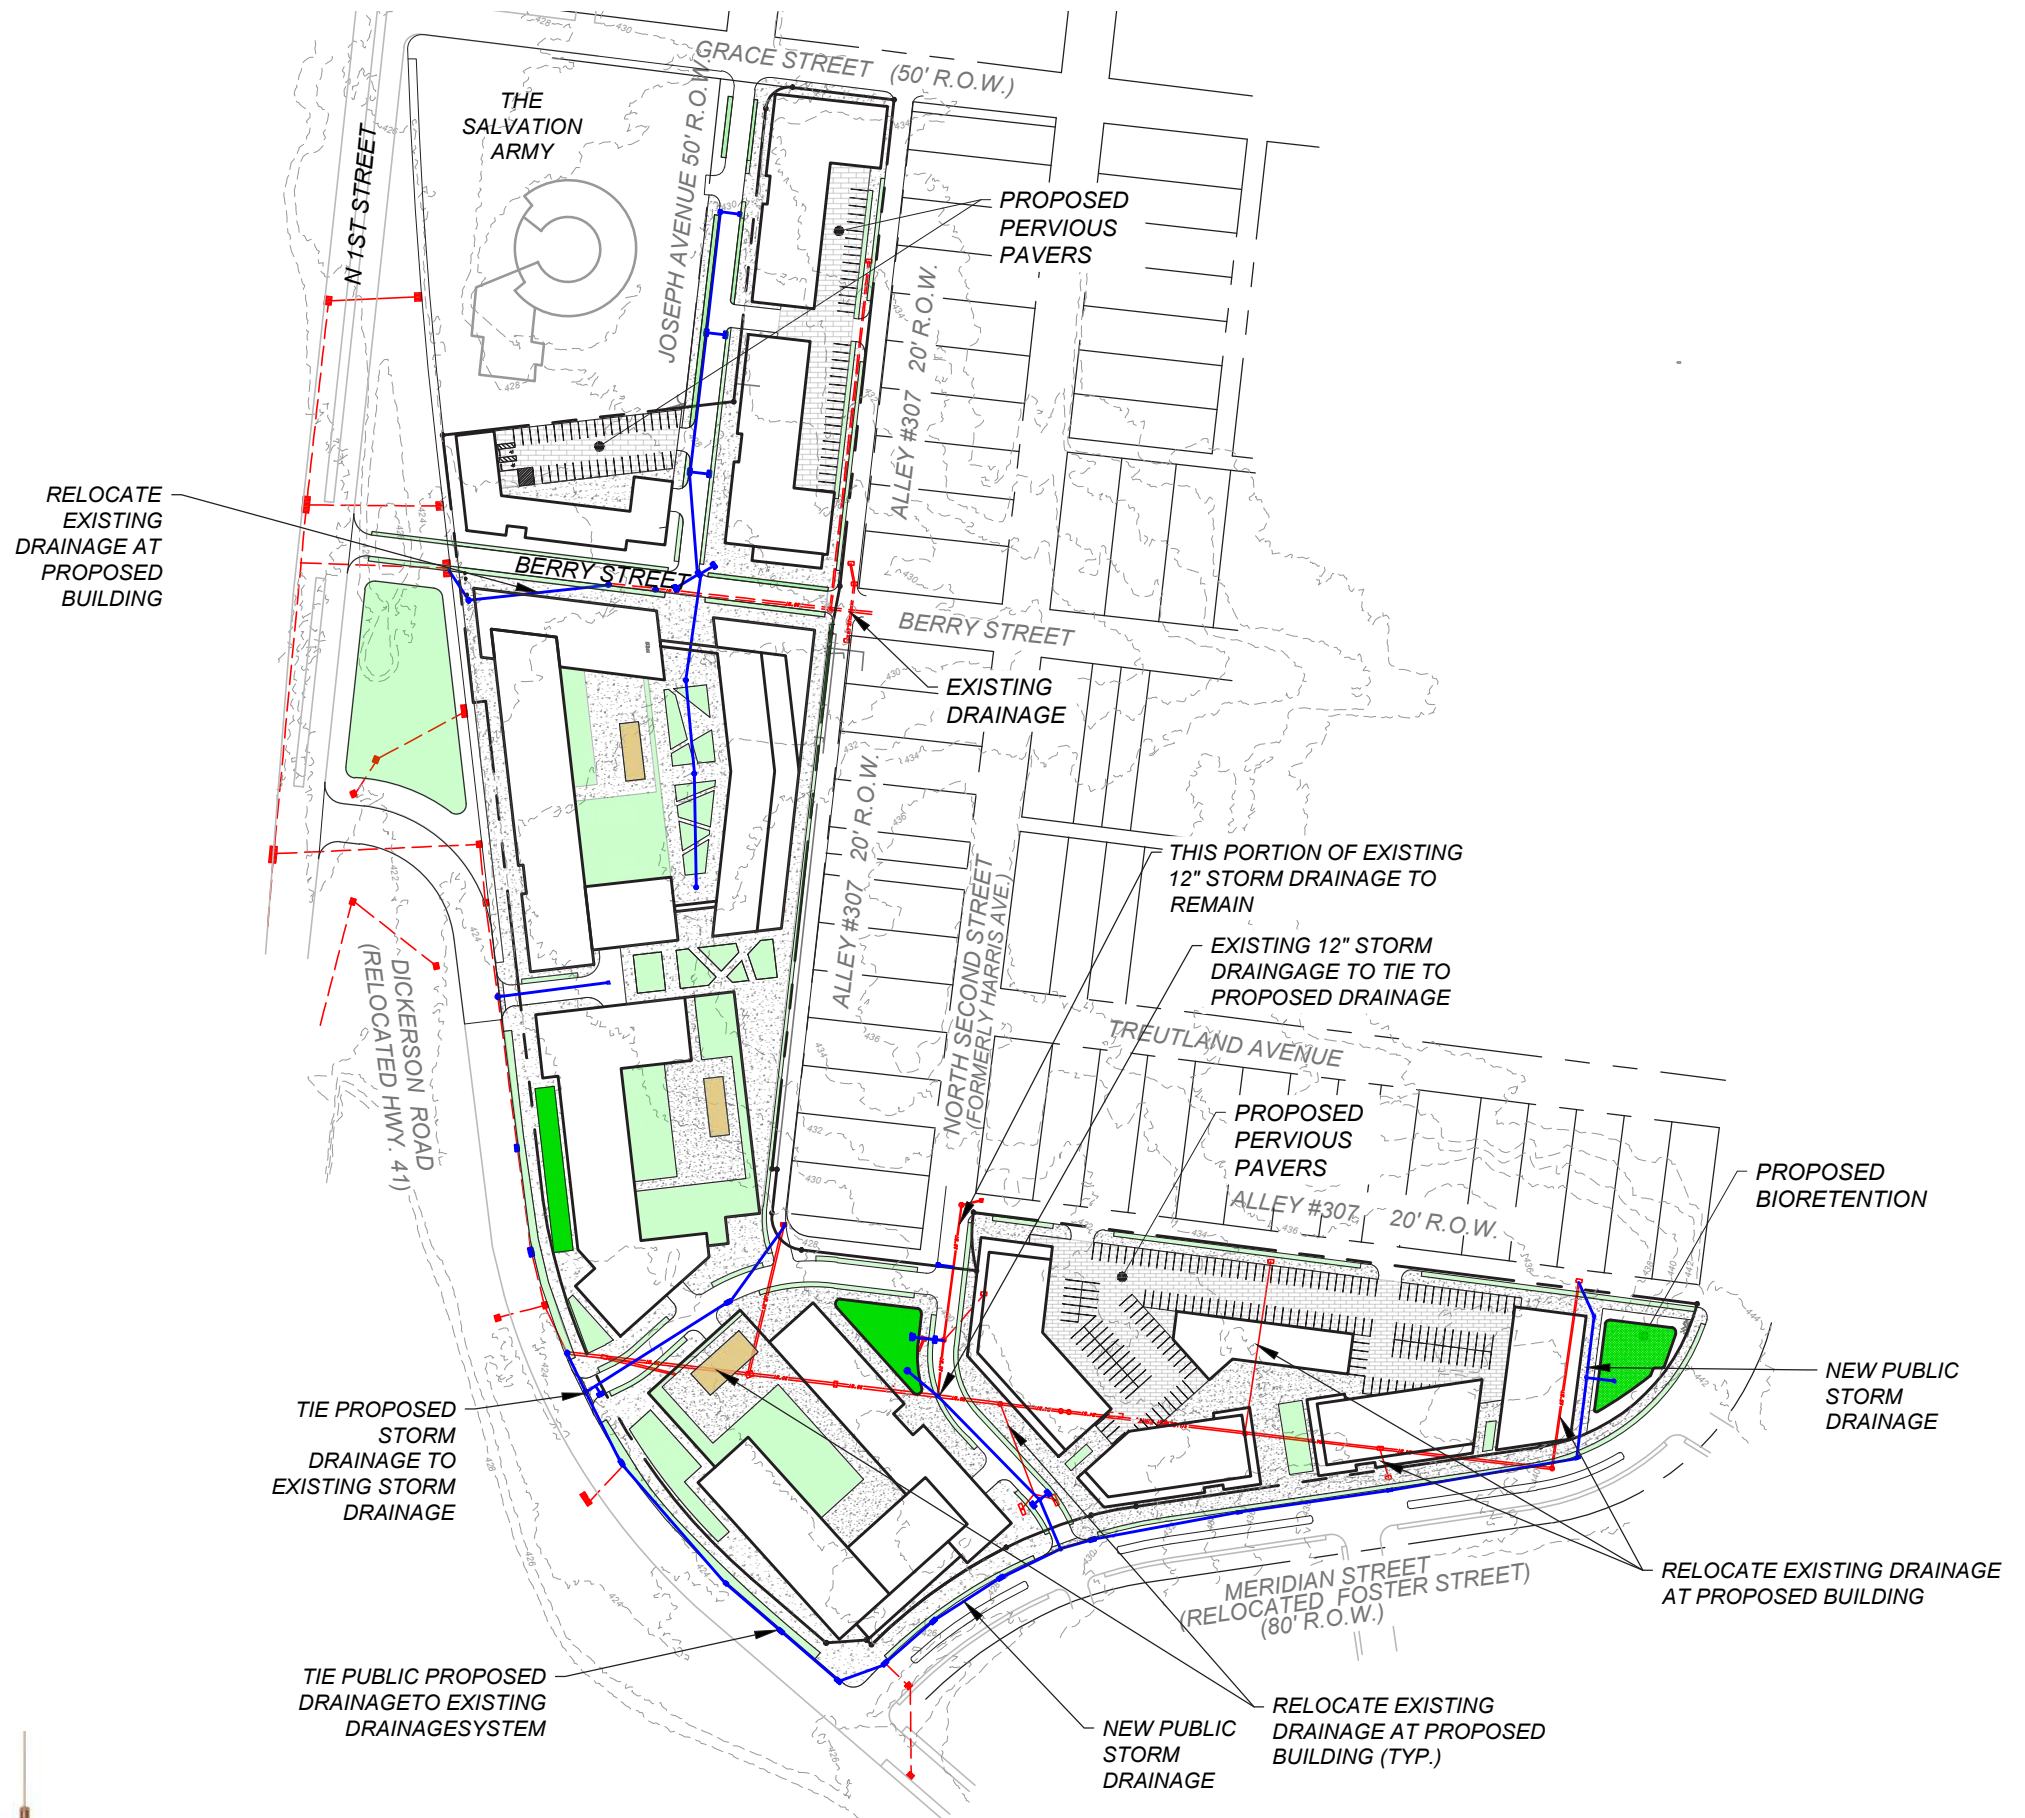 GRACE STREET (50' R.O.W.)
THE
SALVATION
ARMY
N 1ST STREET
JOSEPH AVENUE 50' R.O.W.
PROPOSED
PERVIOUS
PAVERS
ALLEY #307 20' R.O.W.
RELOCATE
EXISTING
DRAINAGE AT
PROPOSED
BUILDING
BERRY STREET
BERRY STREET
EXISTING
DRAINAGE
ALLEY #307 20' R.O.W.
THIS PORTION OF EXISTING
12" STORM DRAINAGE TO
REMAIN
EXISTING 12" STORM
DRAINGAGE TO TIE TO
PROPOSED DRAINAGE
NORTH SECOND STREET
(FORMERLY HARRIS AVE.)
TREUTLAND AVENUE
DICKERSON ROAD
(RELOCATED HWY. 41)
PROPOSED
PERVIOUS
PAVERS
ALLEY #307 20' R.O.W.
PROPOSED
BIORETENTION
NEW PUBLIC
STORM
DRAINAGE
TIE PROPOSED
STORM
DRAINAGE TO
EXISTING STORM
DRAINAGE
RELOCATE EXISTING DRAINAGE
AT PROPOSED BUILDING
MERIDIAN STREET
(RELOCATED FOSTER STREET)
(80' R.O.W.)
TIE PUBLIC PROPOSED
DRAINAGETO EXISTING
DRAINAGESYSTEM
NEW PUBLIC
STORM
DRAINAGE
RELOCATE EXISTING
DRAINAGE AT PROPOSED
BUILDING (TYP.)